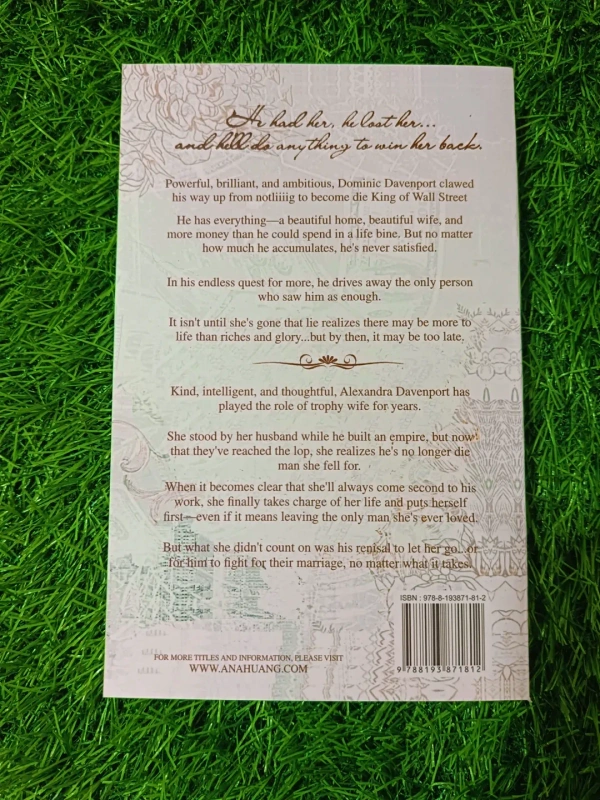 He had her, he lost her...
and he'll do anything to win her back.
Powerful, brilliant, and ambitious, Dominic Davenport clawed
his way up from notliiiig to become die King of Wall Street
He has everything—a beautiful home, beautiful wife, and
more money than he could spend in a life bine. But no matter
how much he accumulates, he's never satisfied.
In his endless quest for more, he drives away the only person
who saw him as enough.
It isn't until she's gone that lie realizes there may be more to
life than riches and glory...but by then, it may be too late.
Kind, intelligent, and thoughtful, Alexandra Davenport has
played the role of trophy wife for years.
She stood by her husband while he built an empire, but now
that they've reached the lop, she realizes he's no longer die
man she fell for.
When it becomes clear that she'll always come second to his
work, she finally takes charge of her life and puts herself
first—even if it means leaving the only man she's ever loved.
But what she didn't count on was his renisal to let her go...or
for him to fight for their marriage, no matter what it takes.
ISBN : 978-8-193871-81-2
9 788193 871812
FOR MORE TITLES AND INFORMATION, PLEASE VISIT
WWW.ANAHUANG.COM